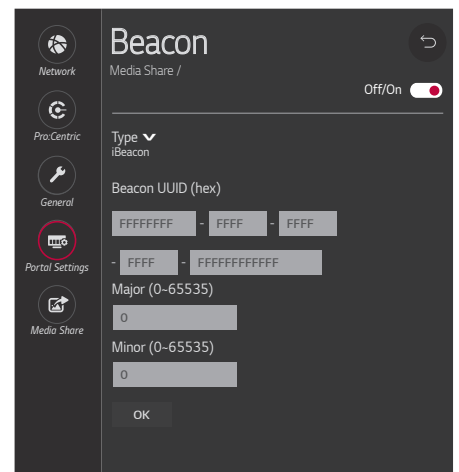 Network
Pro:Centric
General
Portal Settings
Media Share
Beacon
Media Share /
Off/On
Type
iBeacon
Beacon UUID (hex)
FFFFFFFF - FFFF - FFFF
- FFFF - FFFFFFFFFFFF
Major (0~65535)
0
Minor (0~65535)
0
OK